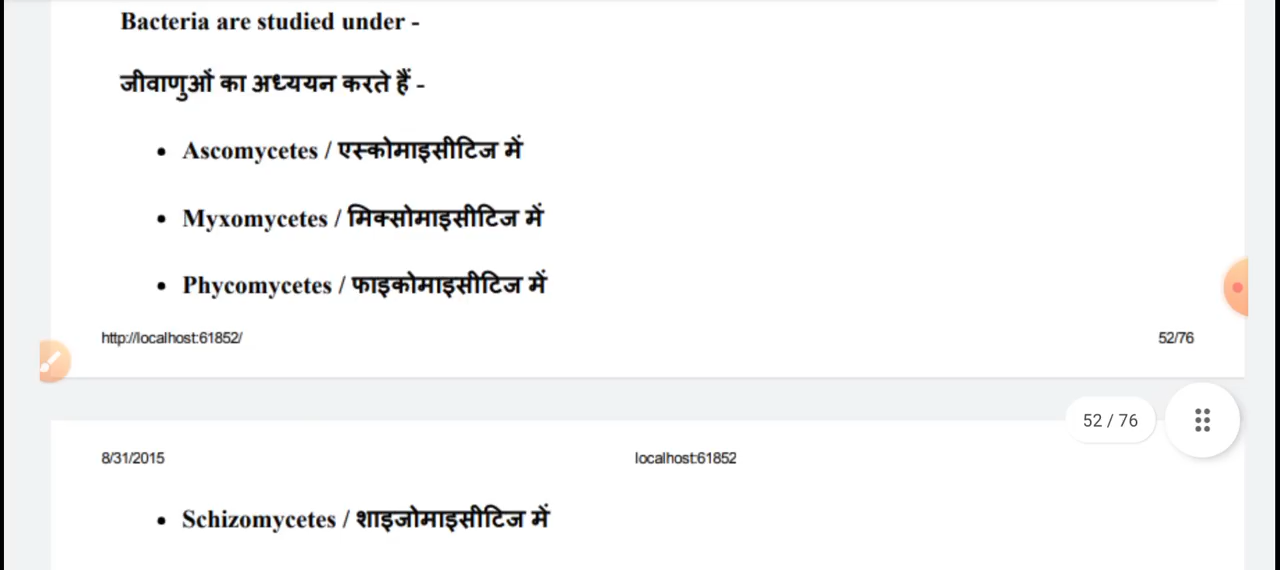 Bacteria are studied under -
जीवाणुओं का अध्ययन करते हैं -
• Ascomycetes / एस्कोमाइसीटिज में
• Myxomycetes / मिक्सोमाइसीटिज में
• Phycomycetes / फाइकोमाइसीटिज में
http://localhost:61852/ 52/76
52 / 76
8/31/2015 localhost:61852
• Schizomycetes / शाइजोमाइसीटिज में